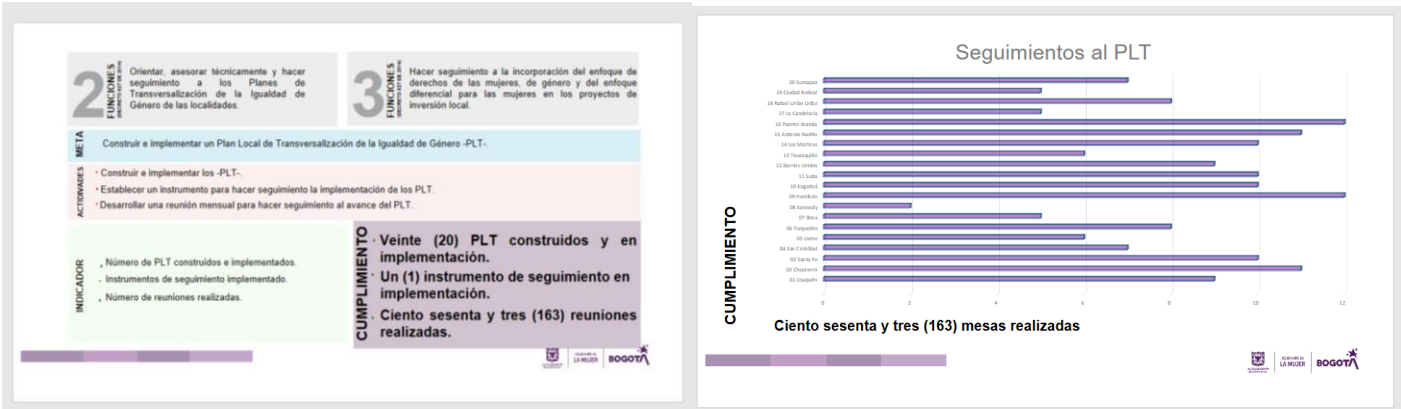 2
FUNCIONES
Orientar, asesorar técnicamente y hacer
seguimiento a los Planes de
Transversalización de la Igualdad de
Género de las localidades.
3
FUNCIONES
Hacer seguimiento a la incorporación del enfoque de
derechos de las mujeres, de género y del enfoque
diferencial para las mujeres en los proyectos de
inversión local.
META
Construir e implementar un Plan Local de Transversalización de la Igualdad de Género -PLT-.
ACTIDIVADES
• Construir e implementar los -PLT-.
• Establecer un instrumento para hacer seguimiento la implementación de los PLT.
• Desarrollar una reunión mensual para hacer seguimiento al avance del PLT.
INDICADOR
Número de PLT construidos e implementados.
Instrumentos de seguimiento implementado.
Número de reuniones realizadas.
CUMPLIMIENTO
• Veinte (20) PLT construidos y en
implementación.
• Un (1) instrumento de seguimiento en
implementación.
Ciento sesenta y tres (163) reuniones
realizadas.
LA MUJER
BOGOTÁ
Seguimientos al PLT
20 Sumapaz
19 Ciudad Bolívar
18 Rafael Uribe Uribe
17 La Candelaria
16 Puente Aranda
15 Antonio Nariño
14 Los Mártires
13 Teusaquillo
12 Barrios Unidos
11 Suba
10 Engativá
09 Fontibón
08 Kennedy
07 Bosa
06 Tunjuelito
05 Usme
04 San Cristóbal
03 Santa Fe
02 Chapinero
01 Usaquén
0 2 4 6 8 10 12
CUMPLIMIENTO
Ciento sesenta y tres (163) mesas realizadas
SECRETARÍA DE
LA MUJER
BOGOTÁ